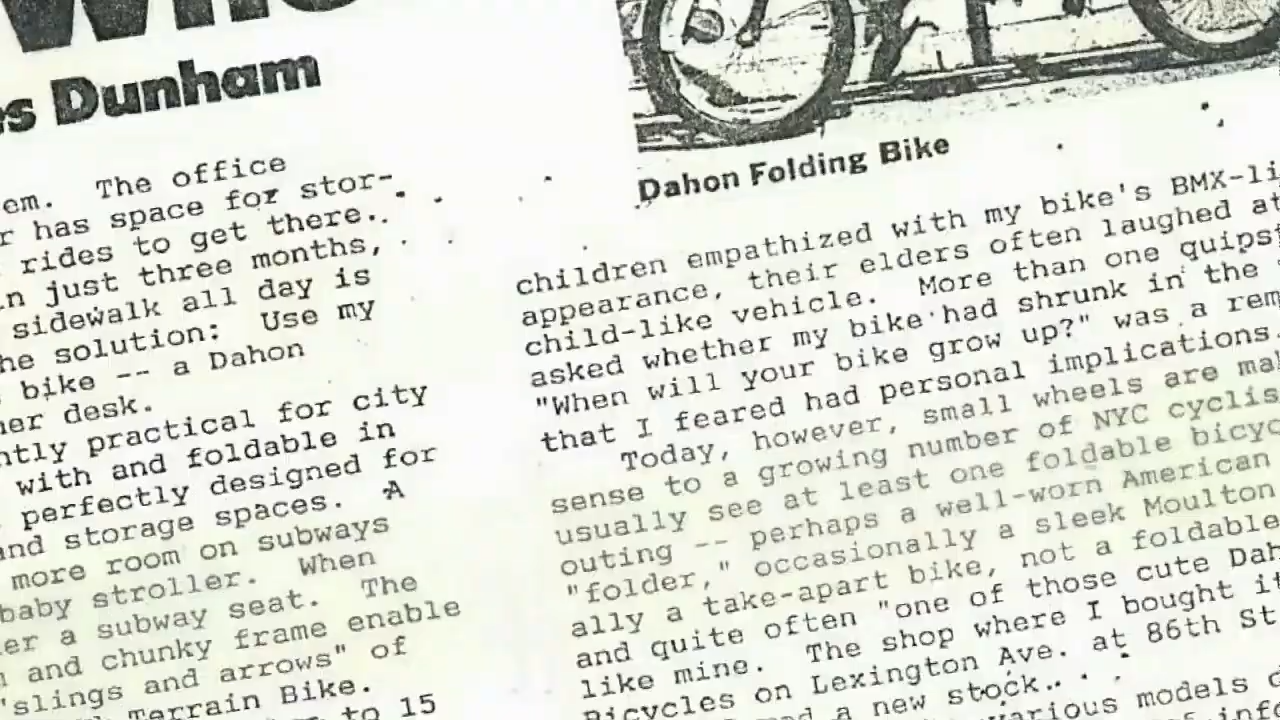 Dunham
em. The office
has space for stor-
rides to get there..
in just three months,
sidewalk all day is
the solution: Use my
bike -- a Dahon
her desk.
practical for city
with and foldable in
perfectly designed for
and storage spaces. A
more room on subways
baby stroller. When
a subway seat. The
and chunky frame enable
"slings and arrows" of
Terrain Bike.
to 15
Dahon Folding Bike
children empathized with my bike's BMX-li
appearance, their elders often laughed at
child-like vehicle. More than one quipst
asked whether my bike had shrunk in the
"When will your bike grow up?" was a rem
that I feared had personal implications.
Today, however, small wheels are mak
sense to a growing number of NYC cyclis
usually see at least one foldable bicyc
outing -- perhaps a well-worn American
"folder," occasionally a sleek Moulton
ally a take-apart bike, not a foldable
and quite often "one of those cute Dah
like mine. The shop where I bought it
Bicycles on Lexington Ave. at 86th St
a new stock..
various models